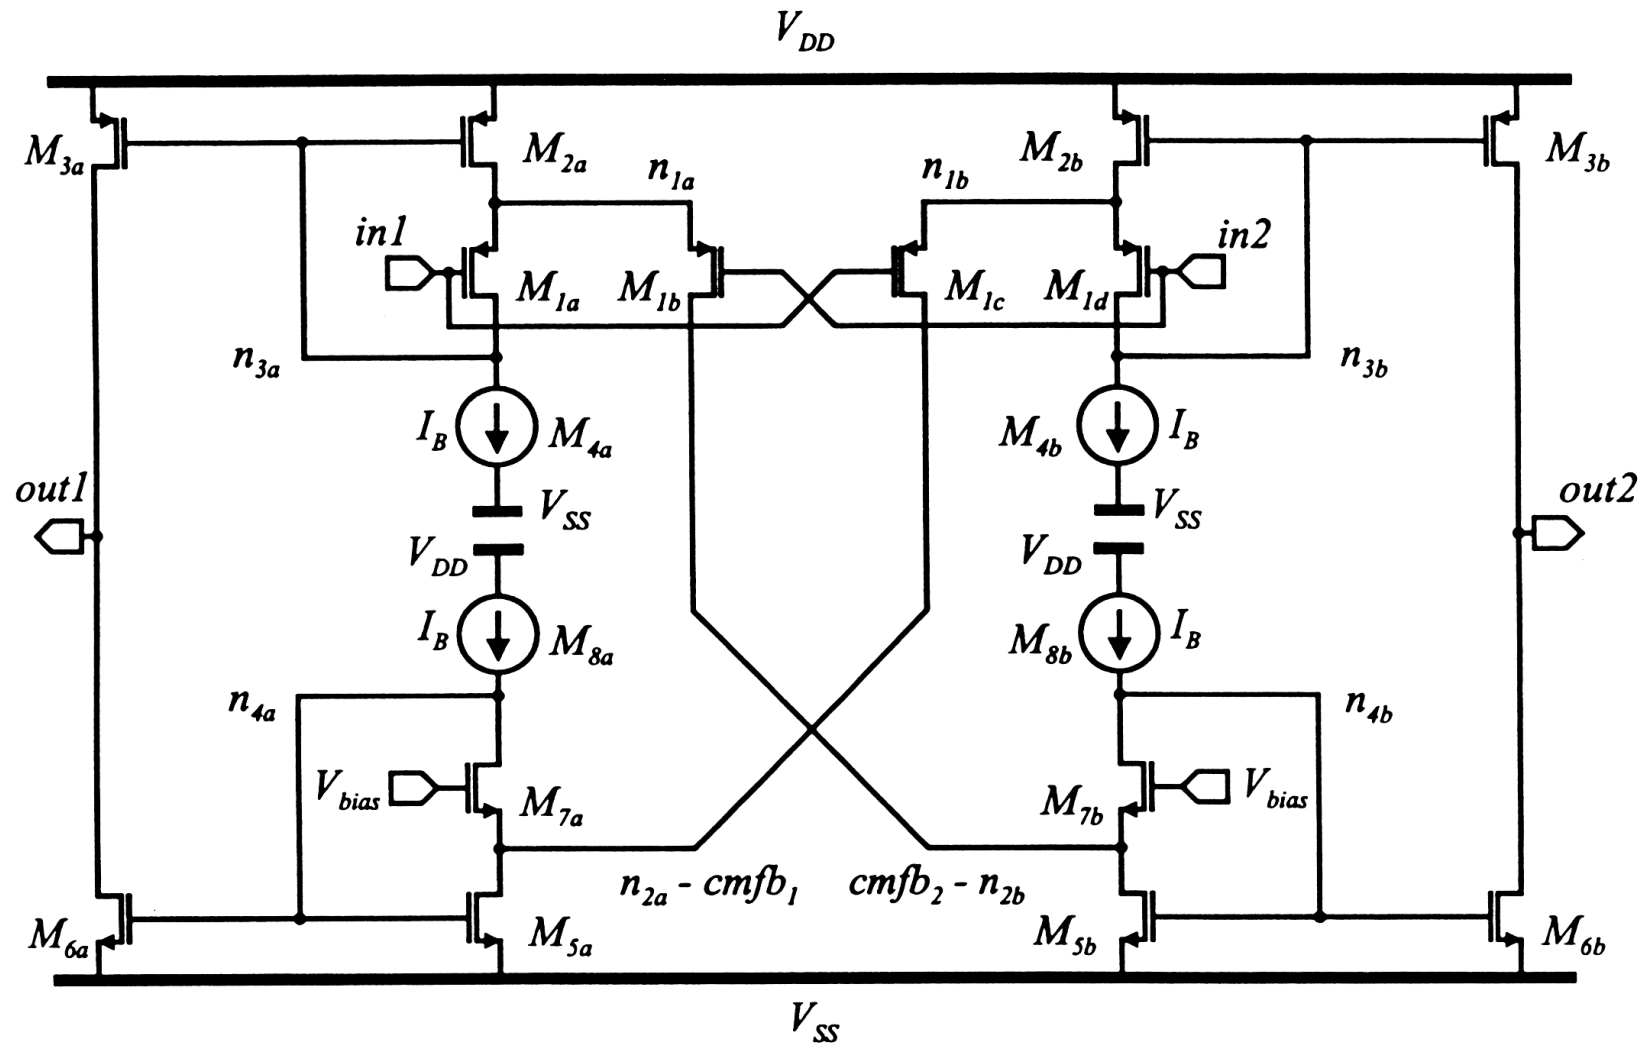 V_DD
M_3a
M_2a
n_1a
n_1b
M_2b
M_3b
in1
in2
M_1a
M_1b
M_1c
M_1d
n_3a
n_3b
I_B
M_4a
M_4b
I_B
out1
V_SS
V_SS
out2
V_DD
V_DD
I_B
M_8a
M_8b
I_B
n_4a
n_4b
V_bias
M_7a
M_7b
V_bias
n_2a - cmfb_1
cmfb_2 - n_2b
M_6a
M_5a
M_5b
M_6b
V_SS